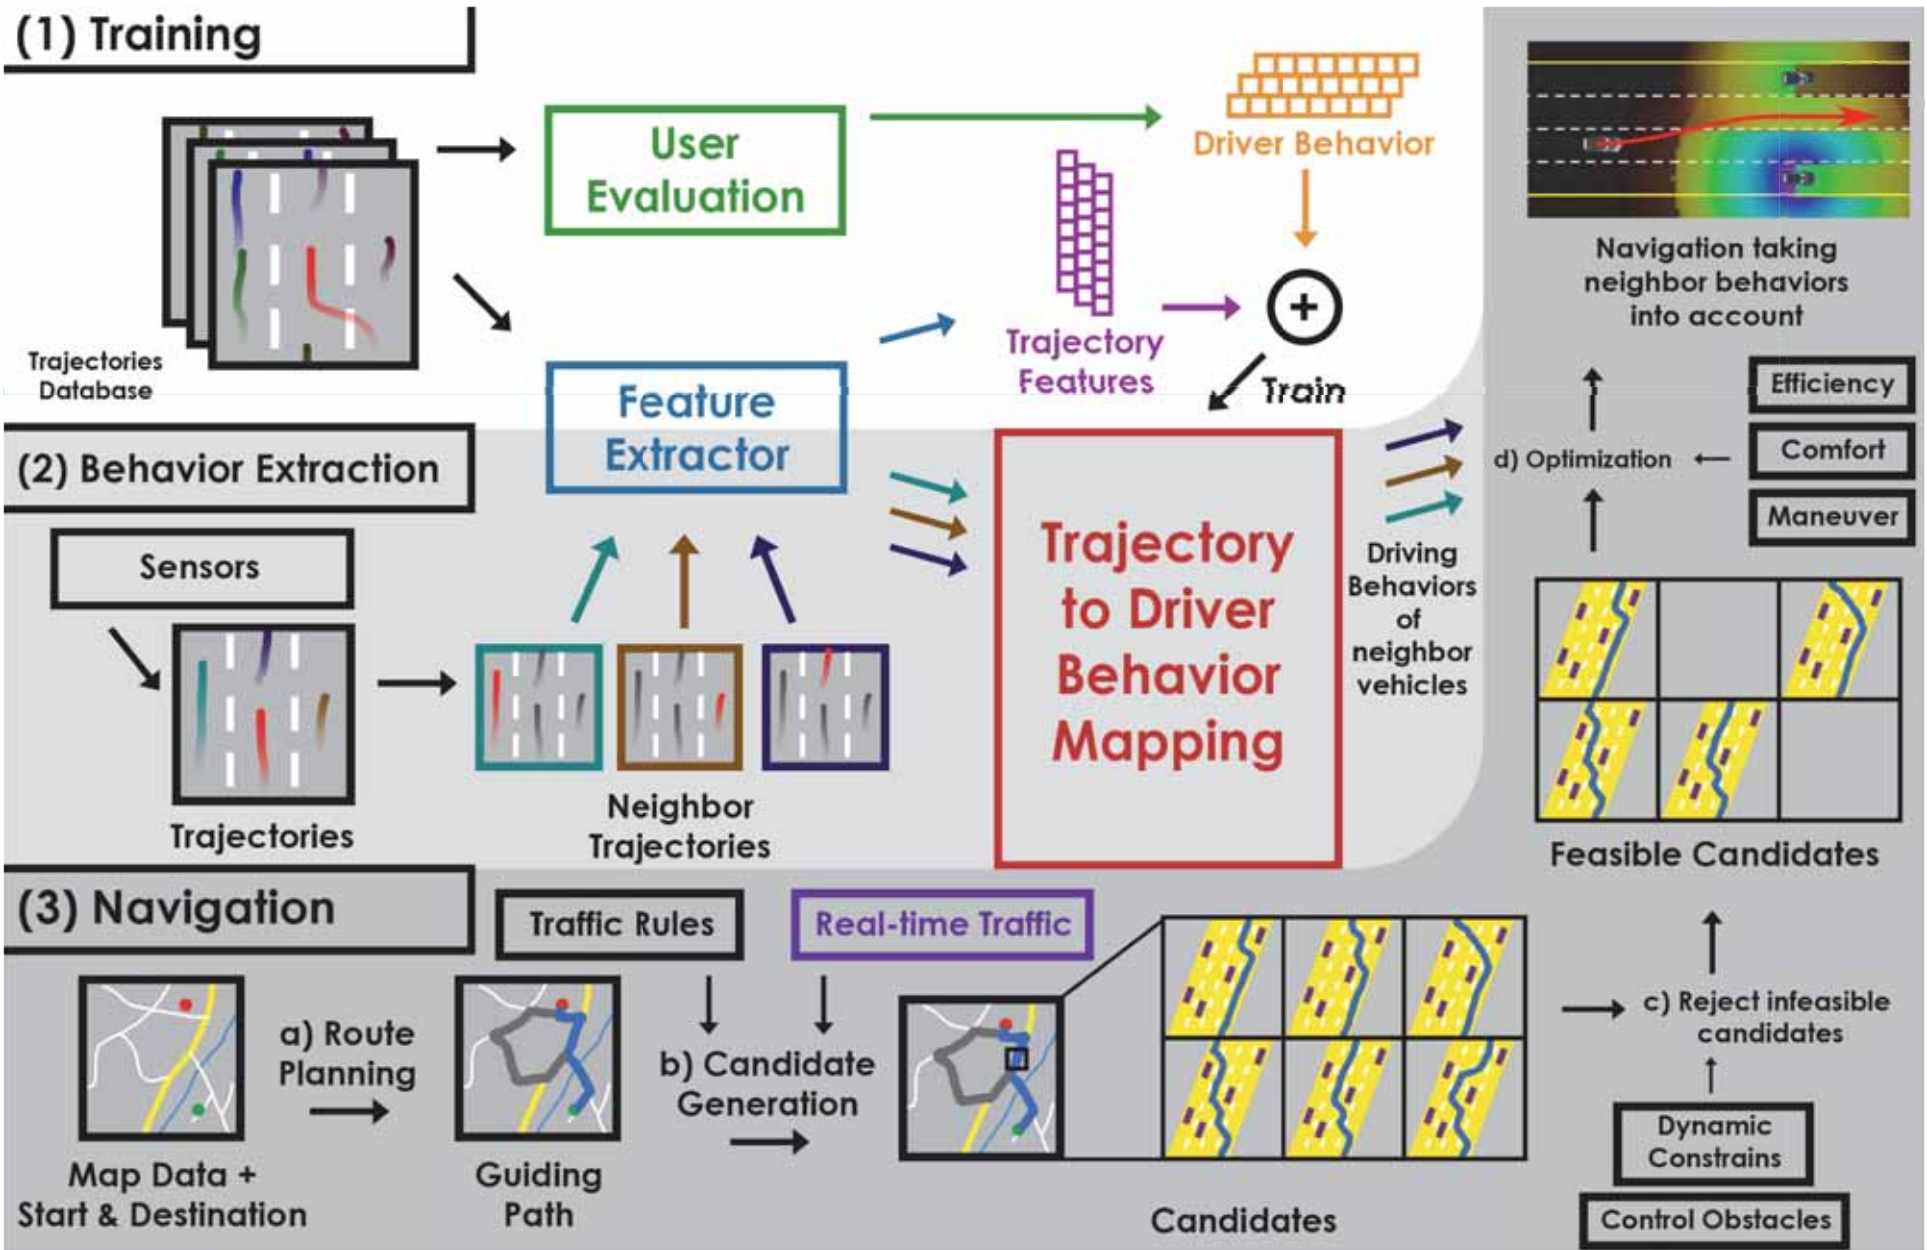 (1) Training
User
Evaluation
Driver Behavior
Trajectories
Database
Feature
Extractor
Trajectory
Features
+
Train
(2) Behavior Extraction
Sensors
Trajectories
Neighbor
Trajectories
Trajectory
to Driver
Behavior
Mapping
Driving
Behaviors
of
neighbor
vehicles
(3) Navigation
Map Data +
Start & Destination
a) Route
Planning
Guiding
Path
Traffic Rules
Real-time Traffic
b) Candidate
Generation
Candidates
c) Reject infeasible
candidates
Dynamic
Constrains
Control Obstacles
Feasible Candidates
d) Optimization
Efficiency
Comfort
Maneuver
Navigation taking
neighbor behaviors
into account